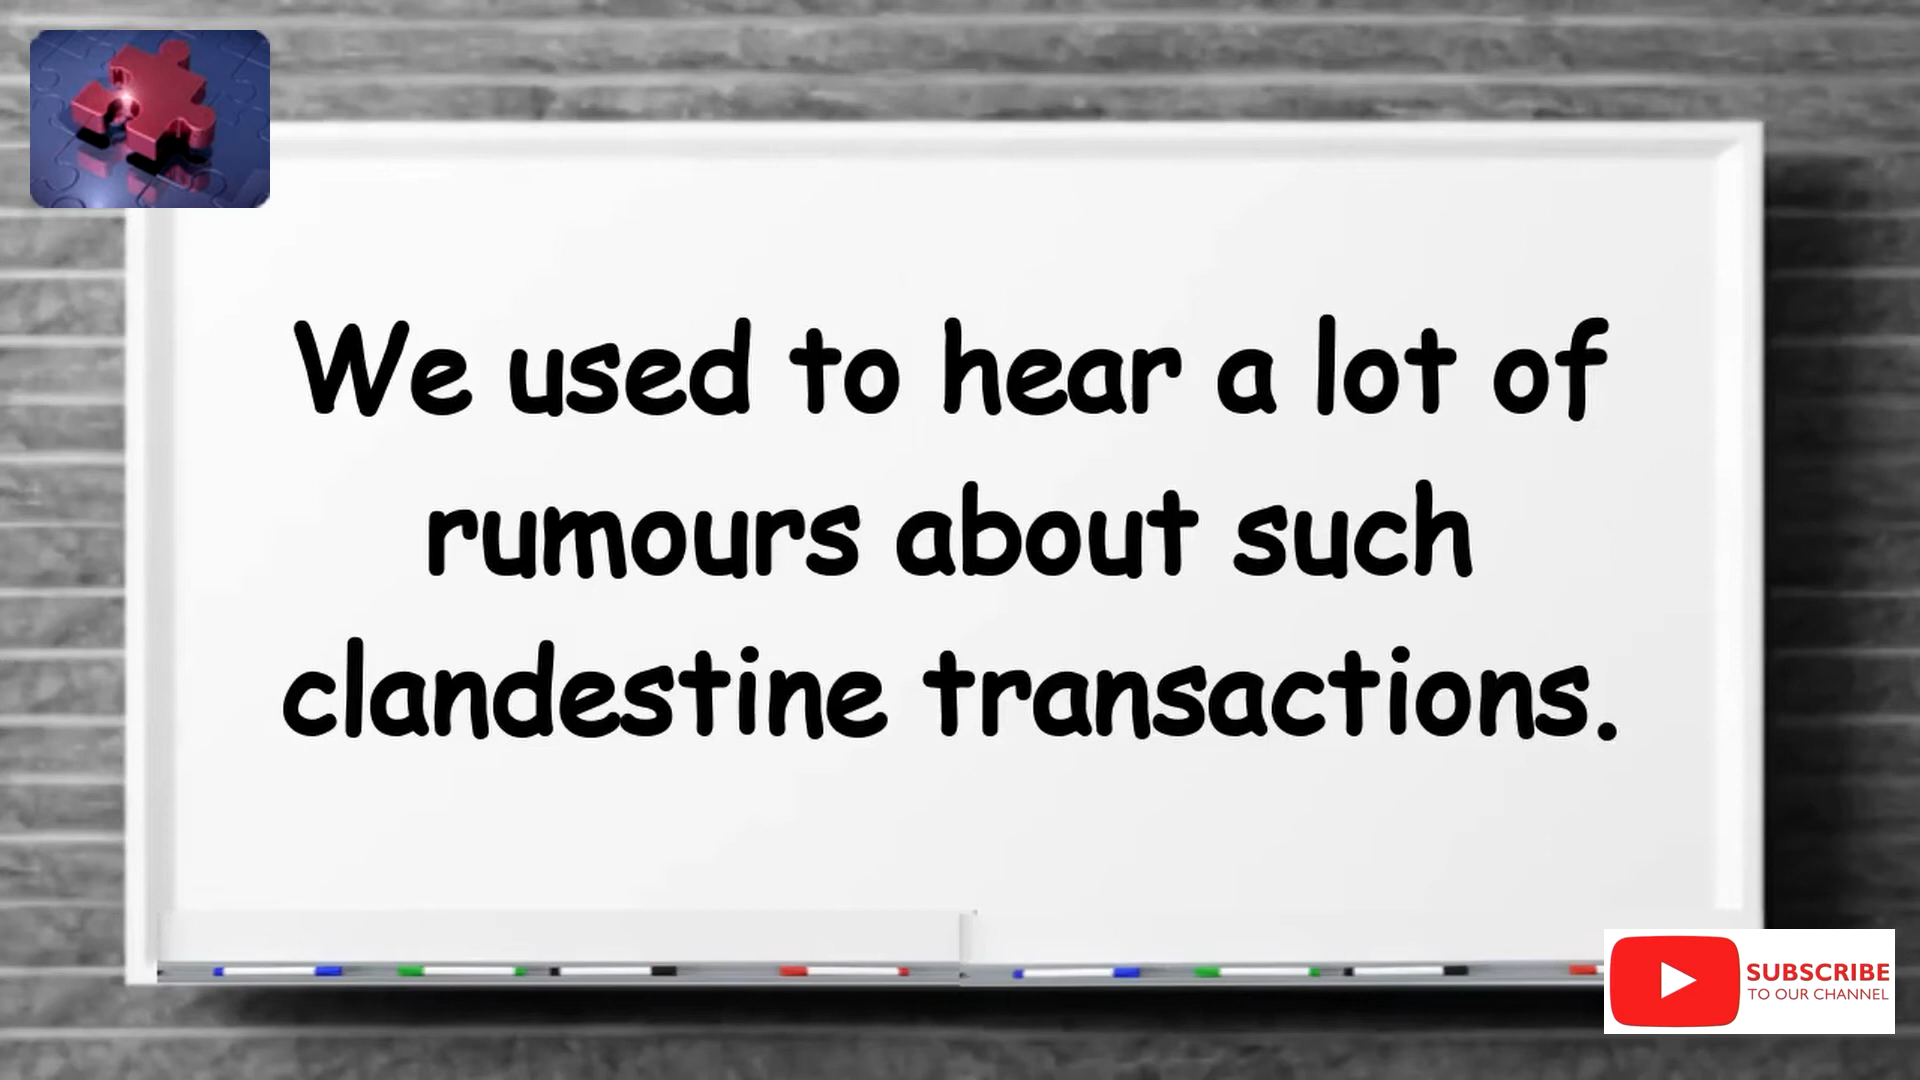 We used to hear a lot of
rumours about such
clandestine transactions.
SUBSCRIBE
TO OUR CHANNEL